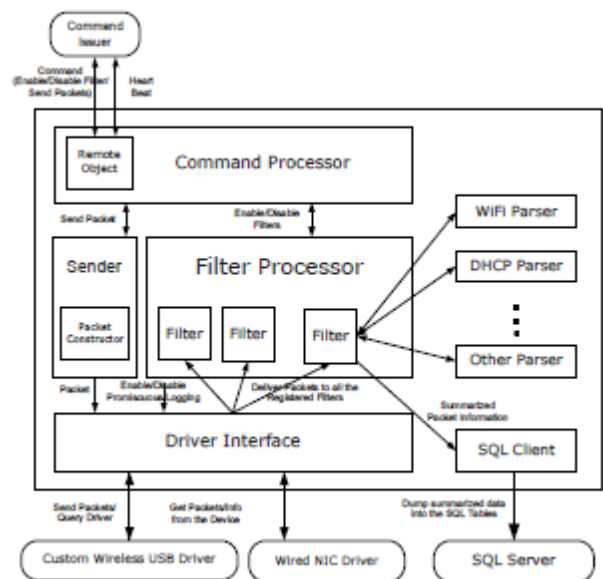 Command
Issuer
Command
(Enable/Disable Filter/
Send Packets)
Heart
Beat
Remote
Object
Command Processor
Send Packet
Enable/Disable
Filters
WiFi Parser
Sender
Filter Processor
DHCP Parser
Packet
Constructor
Filter
Filter
Filter
Other Parser
Packet
Enable/Disable
Promiscuous Logging
Deliver Packets to all the
Registered Filters
Summarized
Packet Information
Driver Interface
SQL Client
Send Packets/
Query Driver
Get Packets/Info
from the Device
Dump summarized data
into the SQL Tables
Custom Wireless USB Driver
Wired NIC Driver
SQL Server